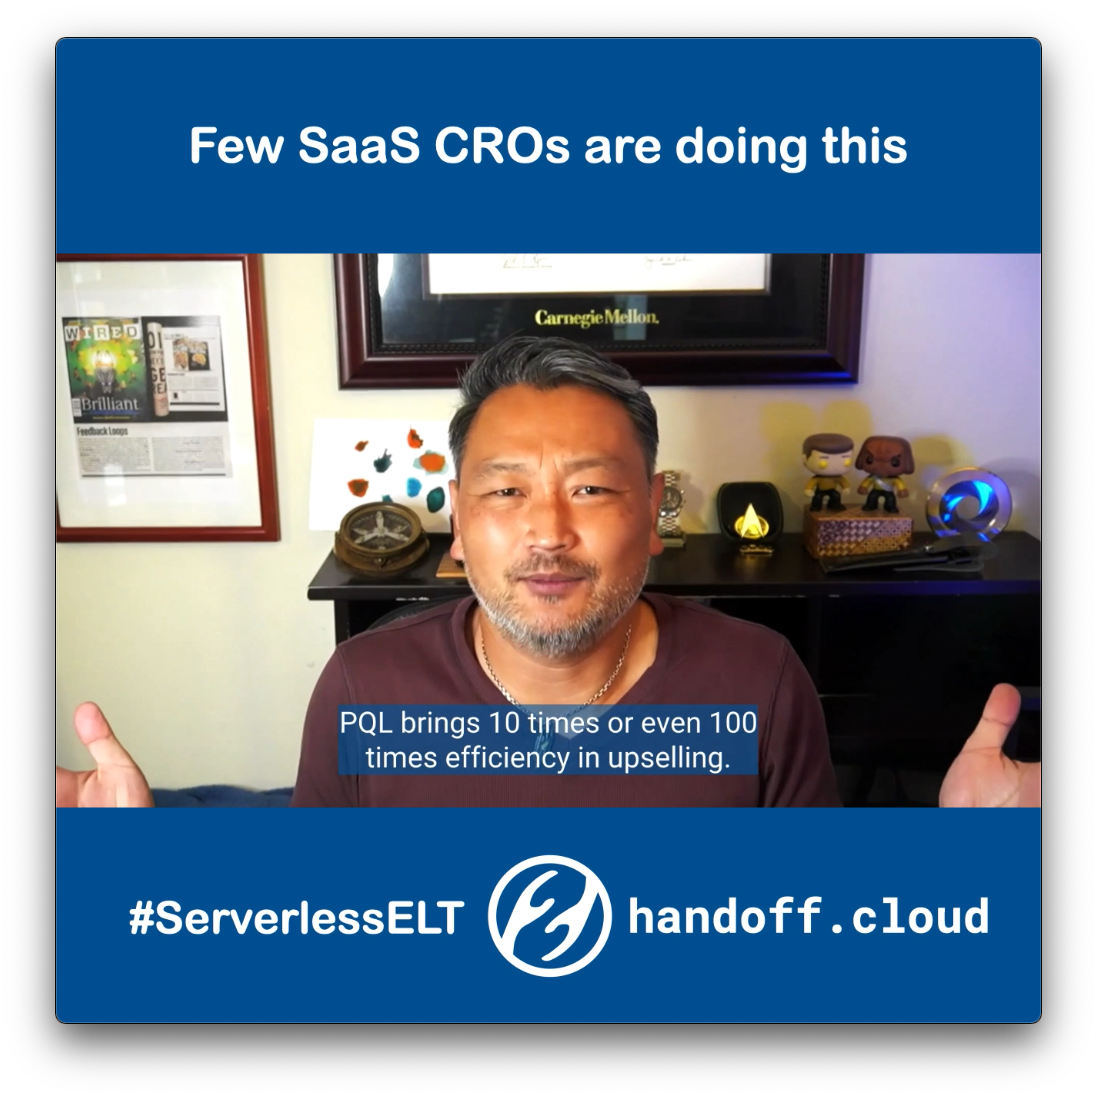 Few SaaS CROs are doing this
Carnegie Mellon.
WIRED
Brilliant
Feedback Loops
PQL brings 10 times or even 100
times efficiency in upselling.
#ServerlessELT
handoff.cloud